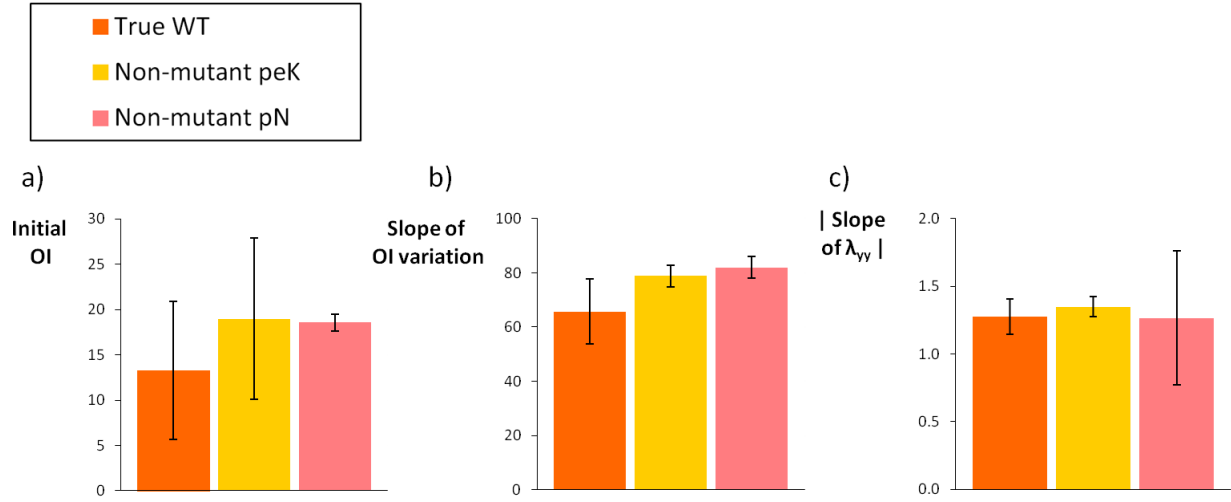 True WT
Non-mutant peK
Non-mutant pN
a)
Initial
OI
30
25
20
15
10
5
0
b)
Slope of
OI variation
100
80
60
40
20
0
c)
| Slope
of λyy |
2.0
1.5
1.0
0.5
0.0